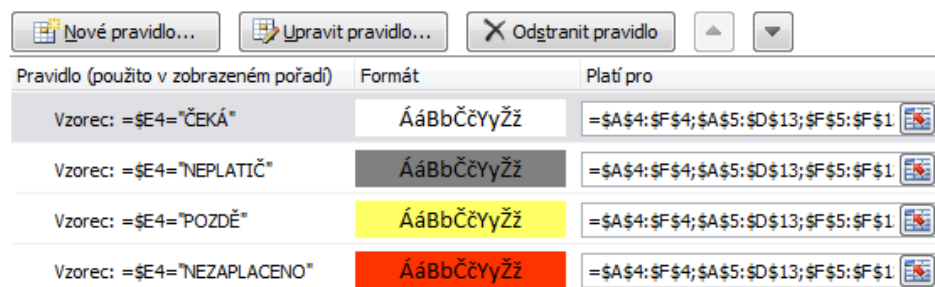 Nové pravidlo... Upravit pravidlo... Odstranit pravidlo
Pravidlo (použito v zobrazeném pořadí) Formát Platí pro
Vzorec: =$E4="ČEKÁ" ÁáBbČčYyŽž =$A$4:$F$4;$A$5:$D$13;$F$5:$F$1
Vzorec: =$E4="NEPLATIČ" ÁáBbČčYyŽž =$A$4:$F$4;$A$5:$D$13;$F$5:$F$1
Vzorec: =$E4="POZDĚ" ÁáBbČčYyŽž =$A$4:$F$4;$A$5:$D$13;$F$5:$F$1
Vzorec: =$E4="NEZAPLACENO" ÁáBbČčYyŽž =$A$4:$F$4;$A$5:$D$13;$F$5:$F$1